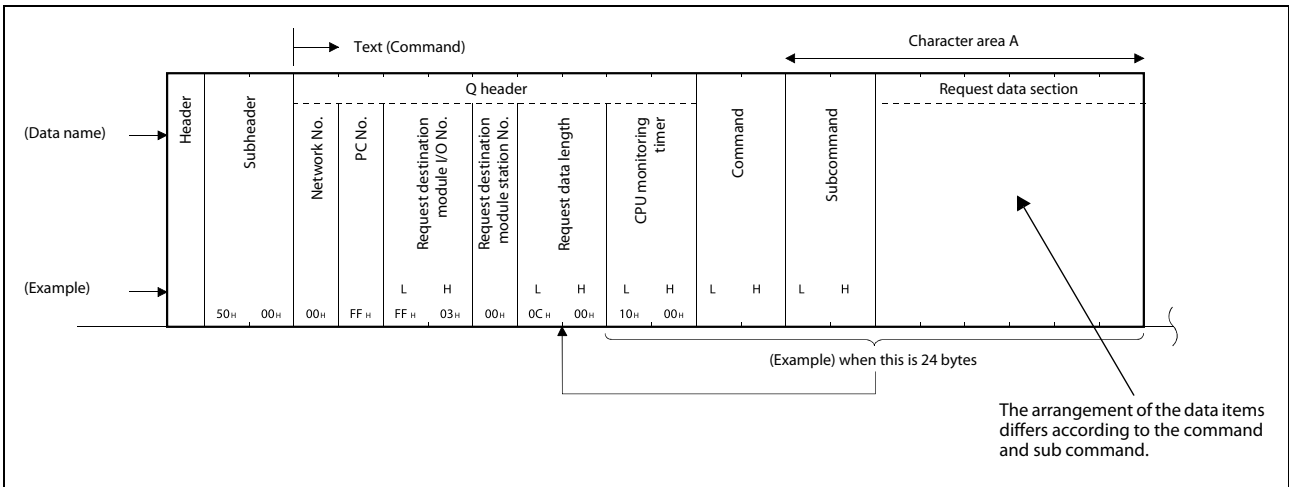 Text (Command)
Character area A
Q header
Request data section
(Data name)
Header
Subheader
Network No.
PC No.
Request destination
module I/O No.
Request destination
module station No.
Request data length
CPU monitoring
timer
Command
Subcommand
(Example)
L H L H L H L H L H
50H 00H 00H FFH FFH 03H 00H 0CH 00H 10H 00H
(Example) when this is 24 bytes
The arrangement of the data items
differs according to the command
and sub command.